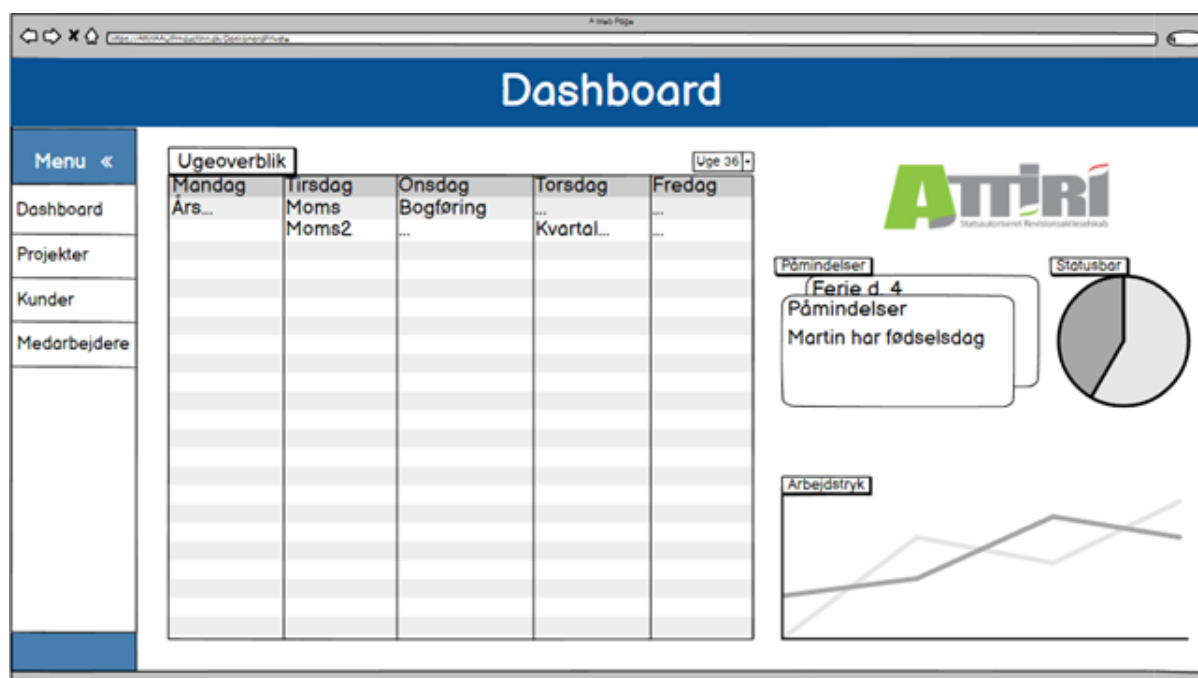 A Web Page
Dashboard
Menu «
Dashboard
Projekter
Kunder
Medarbejdere
Ugeoverblik
Uge 36
Mandag Tirsdag Onsdag Torsdag Fredag
Års... Moms Bogføring ... ...
Moms2 ... Kvartal... ...
ATTIRI
Statsautoriseret Revisionsaktieselskab
Påmindelser
Statusbar
Ferie d. 4
Påmindelser
Martin har fødselsdag
Arbejdstryk